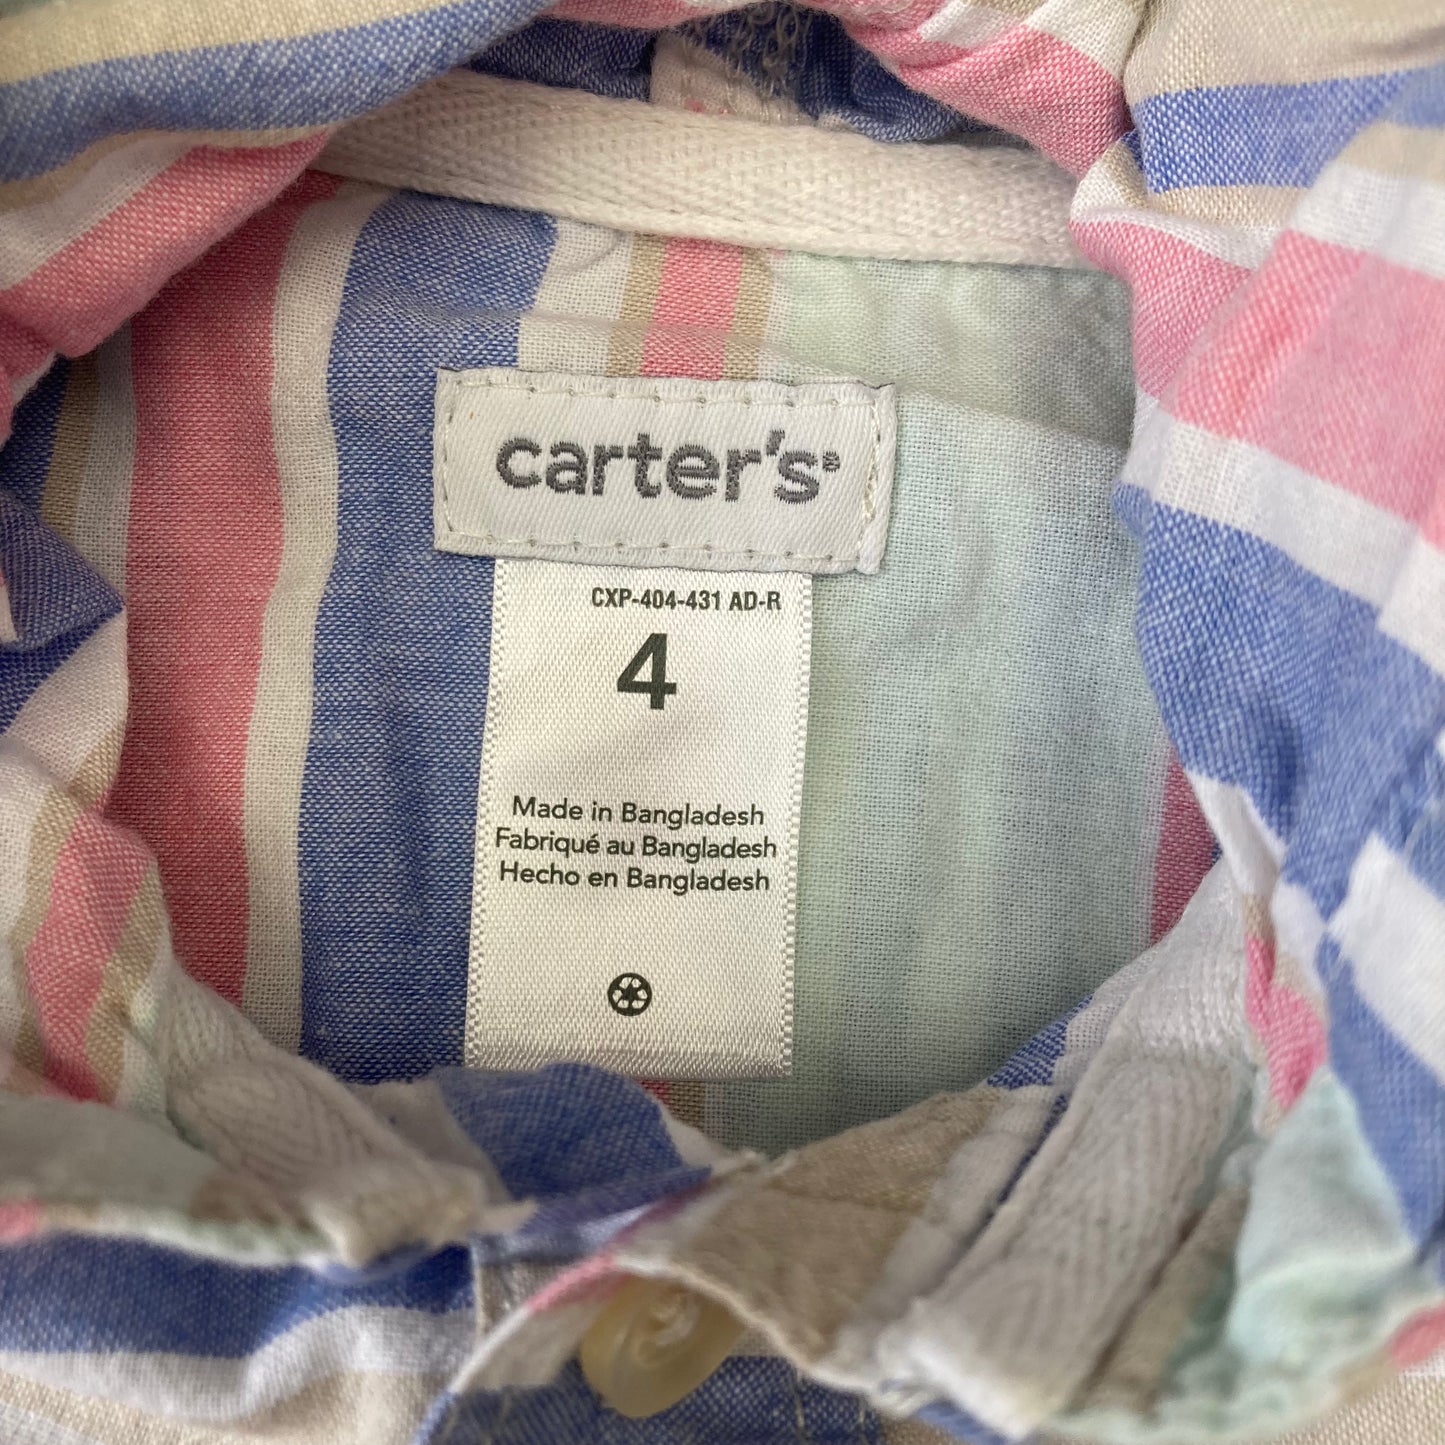 carter's®
CXP-404-431 AD-R
4
Made in Bangladesh
Fabriqué au Bangladesh
Hecho en Bangladesh